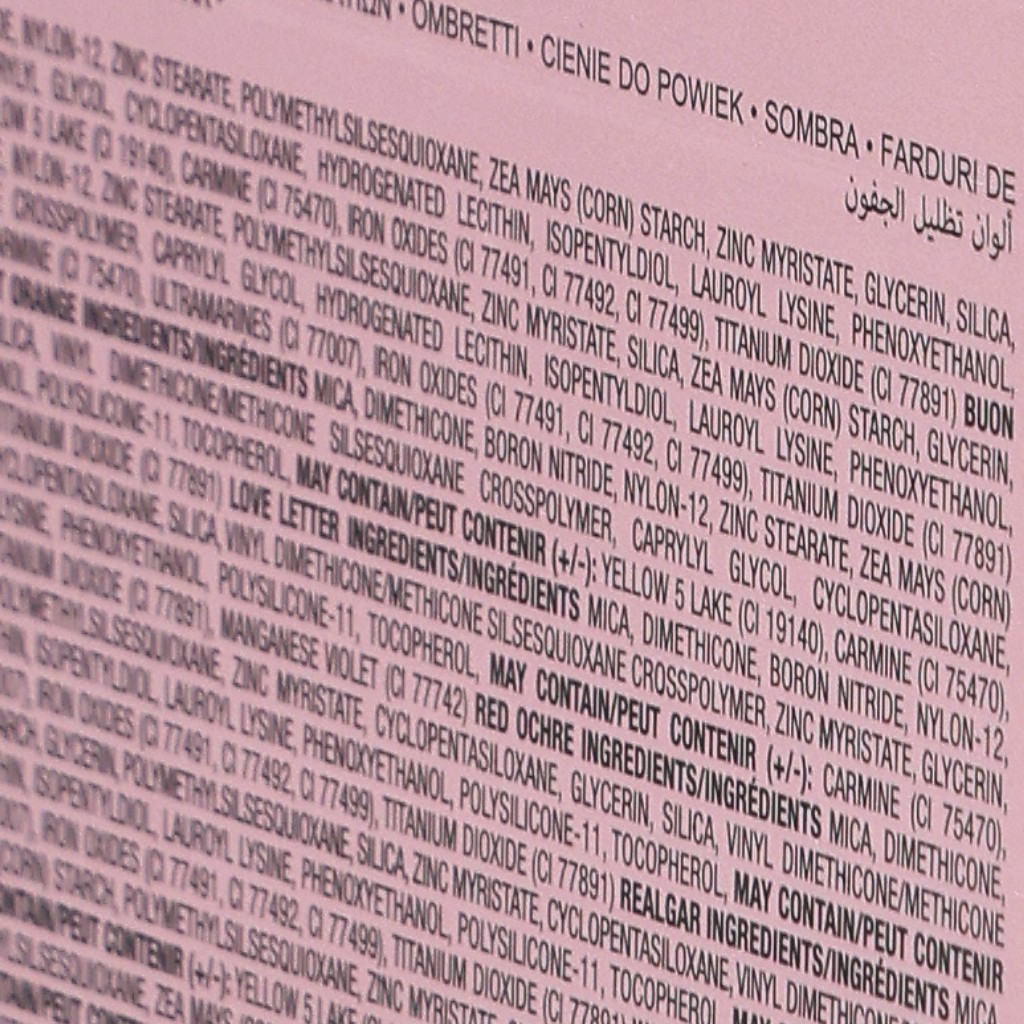 • OMBRETTI • CIENIE DO POWIEK • SOMBRA • FARDURI DE
ألوان تظليل الجفون
NYLON-12, ZINC STEARATE, POLYMETHYLSILSESQUIOXANE, ZEA MAYS (CORN) STARCH, ZINC MYRISTATE, GLYCERIN, SILICA,
GLYCOL, CYCLOPENTASILOXANE, HYDROGENATED LECITHIN, ISOPENTYLDIOL, LAUROYL LYSINE, PHENOXYETHANOL,
5 LAKE (CI 19140), CARMINE (CI 75470), IRON OXIDES (CI 77491, CI 77492, CI 77499), TITANIUM DIOXIDE (CI 77891) BUON
NYLON-12, ZINC STEARATE, POLYMETHYLSILSESQUIOXANE, ZINC MYRISTATE, SILICA, ZEA MAYS (CORN) STARCH, GLYCERIN,
CROSSPOLYMER, CAPRYLYL GLYCOL, HYDROGENATED LECITHIN, ISOPENTYLDIOL, LAUROYL LYSINE, PHENOXYETHANOL,
(CI 75470), ULTRAMARINES (CI 77007), IRON OXIDES (CI 77491, CI 77492, CI 77499), TITANIUM DIOXIDE (CI 77891)
ORANGE INGREDIENTS/INGRÉDIENTS MICA, DIMETHICONE, BORON NITRIDE, NYLON-12, ZINC STEARATE, ZEA MAYS (CORN)
VINYL DIMETHICONE/METHICONE SILSESQUIOXANE CROSSPOLYMER, CAPRYLYL GLYCOL, CYCLOPENTASILOXANE,
POLYSILICONE-11, TOCOPHEROL, MAY CONTAIN/PEUT CONTENIR (+/-): YELLOW 5 LAKE (CI 19140), CARMINE (CI 75470),
DIOXIDE (CI 77891) LOVE LETTER INGREDIENTS/INGRÉDIENTS MICA, DIMETHICONE, BORON NITRIDE, NYLON-12,
SILICA, VINYL DIMETHICONE/METHICONE SILSESQUIOXANE CROSSPOLYMER, ZINC MYRISTATE, GLYCERIN,
PHENOXYETHANOL, POLYSILICONE-11, TOCOPHEROL, MAY CONTAIN/PEUT CONTENIR (+/-): CARMINE (CI 75470),
DIOXIDE (CI 77891), MANGANESE VIOLET (CI 77742) RED OCHRE INGREDIENTS/INGRÉDIENTS MICA, DIMETHICONE,
ZINC MYRISTATE, CYCLOPENTASILOXANE, GLYCERIN, SILICA, VINYL DIMETHICONE/METHICONE
ISOPENTYLDIOL, LAUROYL LYSINE, PHENOXYETHANOL, POLYSILICONE-11, TOCOPHEROL, MAY CONTAIN/PEUT CONTENIR
IRON OXIDES (CI 77491, CI 77492, CI 77499), TITANIUM DIOXIDE (CI 77891) REALGAR INGREDIENTS/INGRÉDIENTS MICA,
GLYCERIN, POLYMETHYLSILSESQUIOXANE, SILICA, ZINC MYRISTATE, CYCLOPENTASILOXANE, VINYL
ISOPENTYLDIOL, LAUROYL LYSINE, PHENOXYETHANOL, POLYSILICONE-11, TOCOPHEROL, MAY
IRON OXIDES (CI 77491, CI 77492, CI 77499), TITANIUM DIOXIDE (CI 77891)
CORN STARCH, POLYMETHYLSILSESQUIOXANE, ZINC
CONTENIR (+/-): YELLOW 5 LAKE
ZEA MAYS